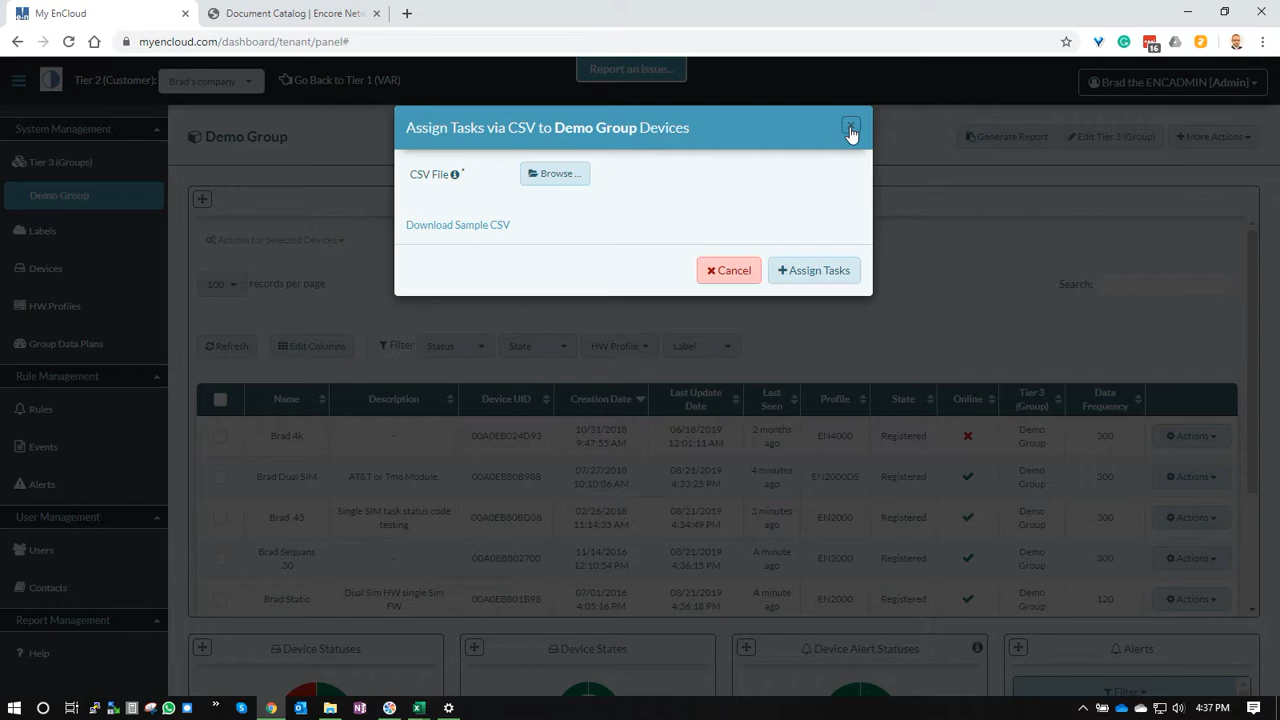 My EnCloud
Document Catalog | Encore Net
myencloud.com/dashboard/tenant/panel#
16
Tier 2 (Customer):
Brad's company
Go Back to Tier 1 (VAR)
Report an issue...
Brad the ENCADMIN [Admin]
System Management
Tier 3 (Groups)
Demo Group
Labels
Devices
HW Profiles
Group Data Plans
Rule Management
Rules
Events
Alerts
User Management
Users
Contacts
Report Management
Help
Demo Group
Generate Report
Edit Tier 3 (Group)
More Actions
Assign Tasks via CSV to Demo Group Devices
CSV File *
Browse ...
Download Sample CSV
Cancel
Assign Tasks
Actions for Selected Devices
100 records per page
Search:
Refresh
Edit Columns
Filter
Status
State
HW Profile
Label
Name Description Device UID Creation Date Last Update Date Last Seen Profile State Online Tier 3 (Group) Data Frequency
Brad 4k - 00A0EB024D93 10/31/2018 9:47:55 AM 06/18/2019 12:01:11 AM 2 months ago EN4000 Registered Demo Group 300 Actions
Brad Dual SIM AT&T or Tmo Module. 00A0EB80B988 07/27/2018 10:10:06 AM 08/21/2019 4:33:25 PM 4 minutes ago EN2000DS Registered Demo Group 300 Actions
Brad .45 Single SIM task status code testing 00A0EB80BD38 02/26/2018 11:14:35 AM 08/21/2019 4:34:49 PM 3 minutes ago EN2000 Registered Demo Group 300 Actions
Brad Sequans .30 - 00A0EB802700 11/14/2016 12:10:54 PM 08/21/2019 4:36:15 PM A minute ago EN2000 Registered Demo Group 300 Actions
Brad Static Dual Sim HW single Sim FW 00A0EB801B98 07/01/2016 4:05:16 PM 08/21/2019 4:36:18 PM A minute ago EN2000 Registered Demo Group 120 Actions
Device Statuses
Device States
Device Alert Statuses
Alerts
Filter
4:37 PM